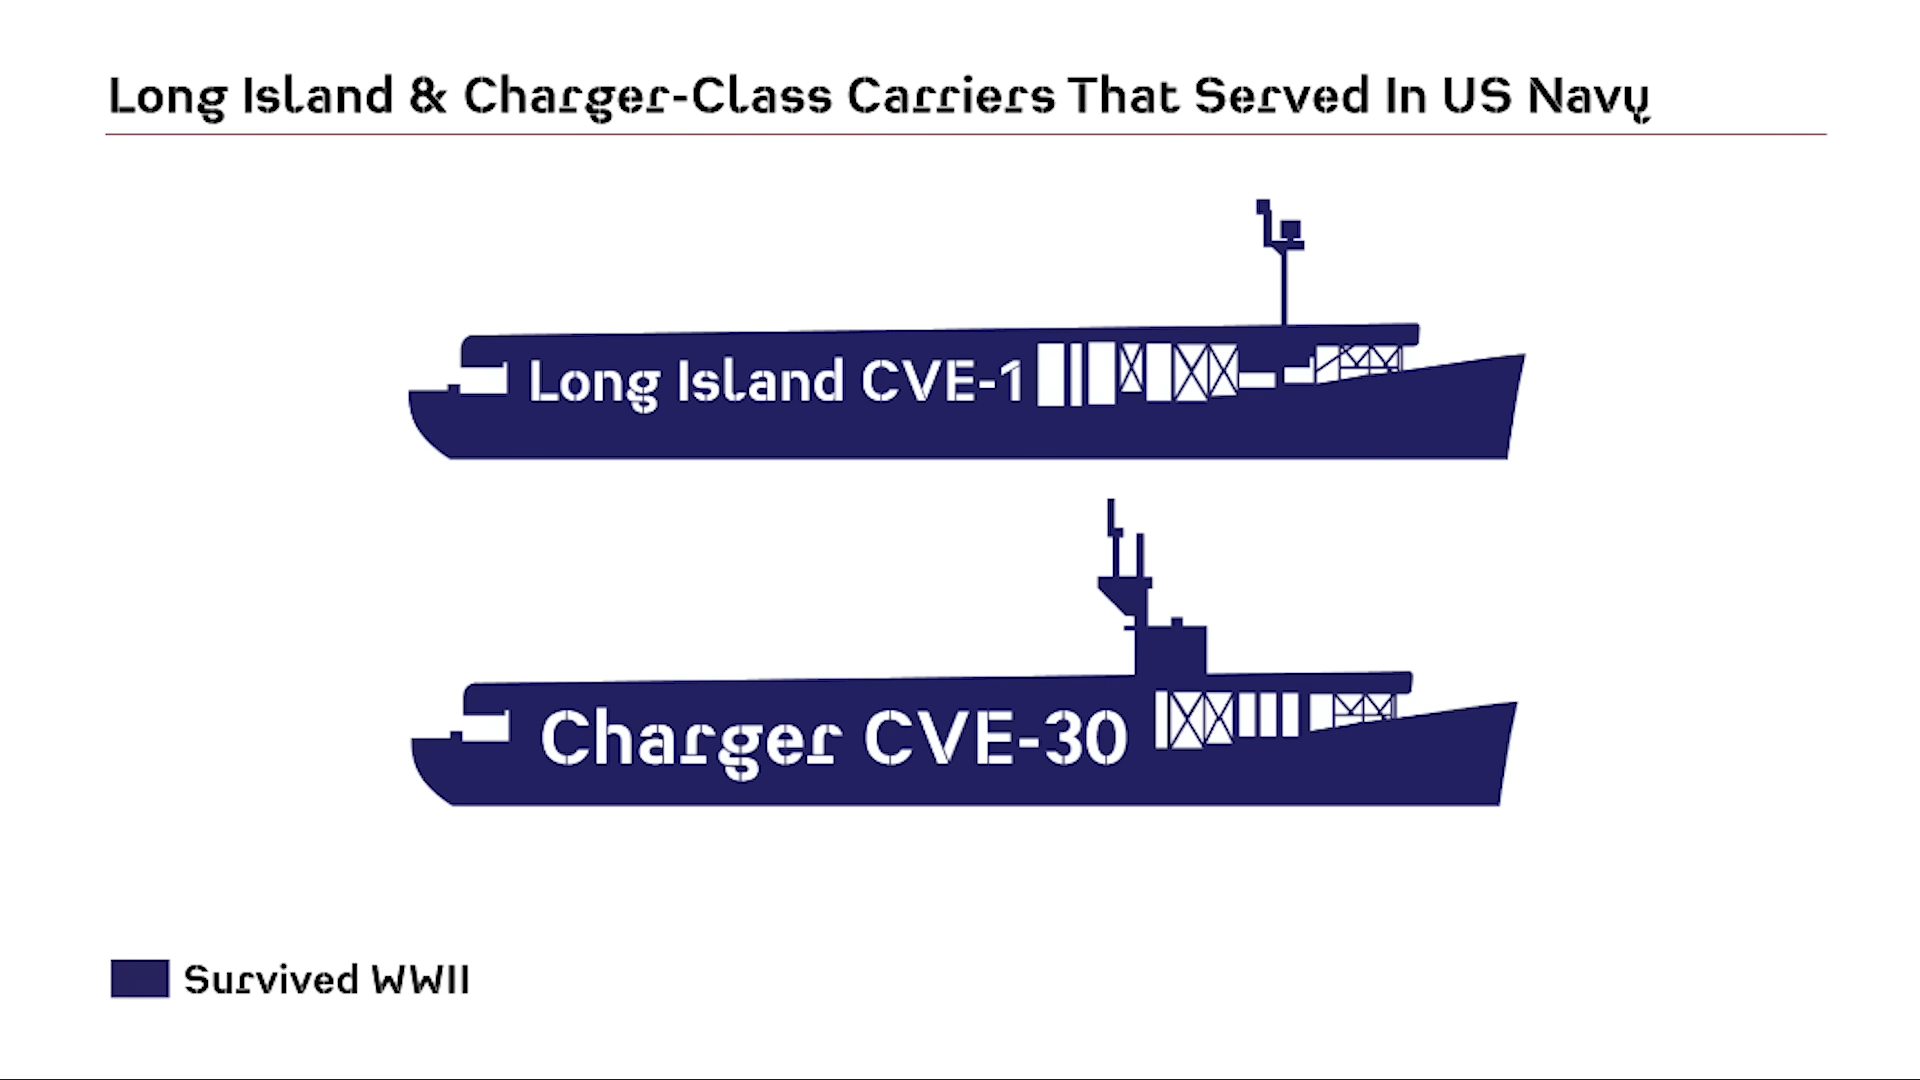 Long Island & Charger-Class Carriers That Served In US Navy
Long Island CVE-1
Charger CVE-30
Survived WWII